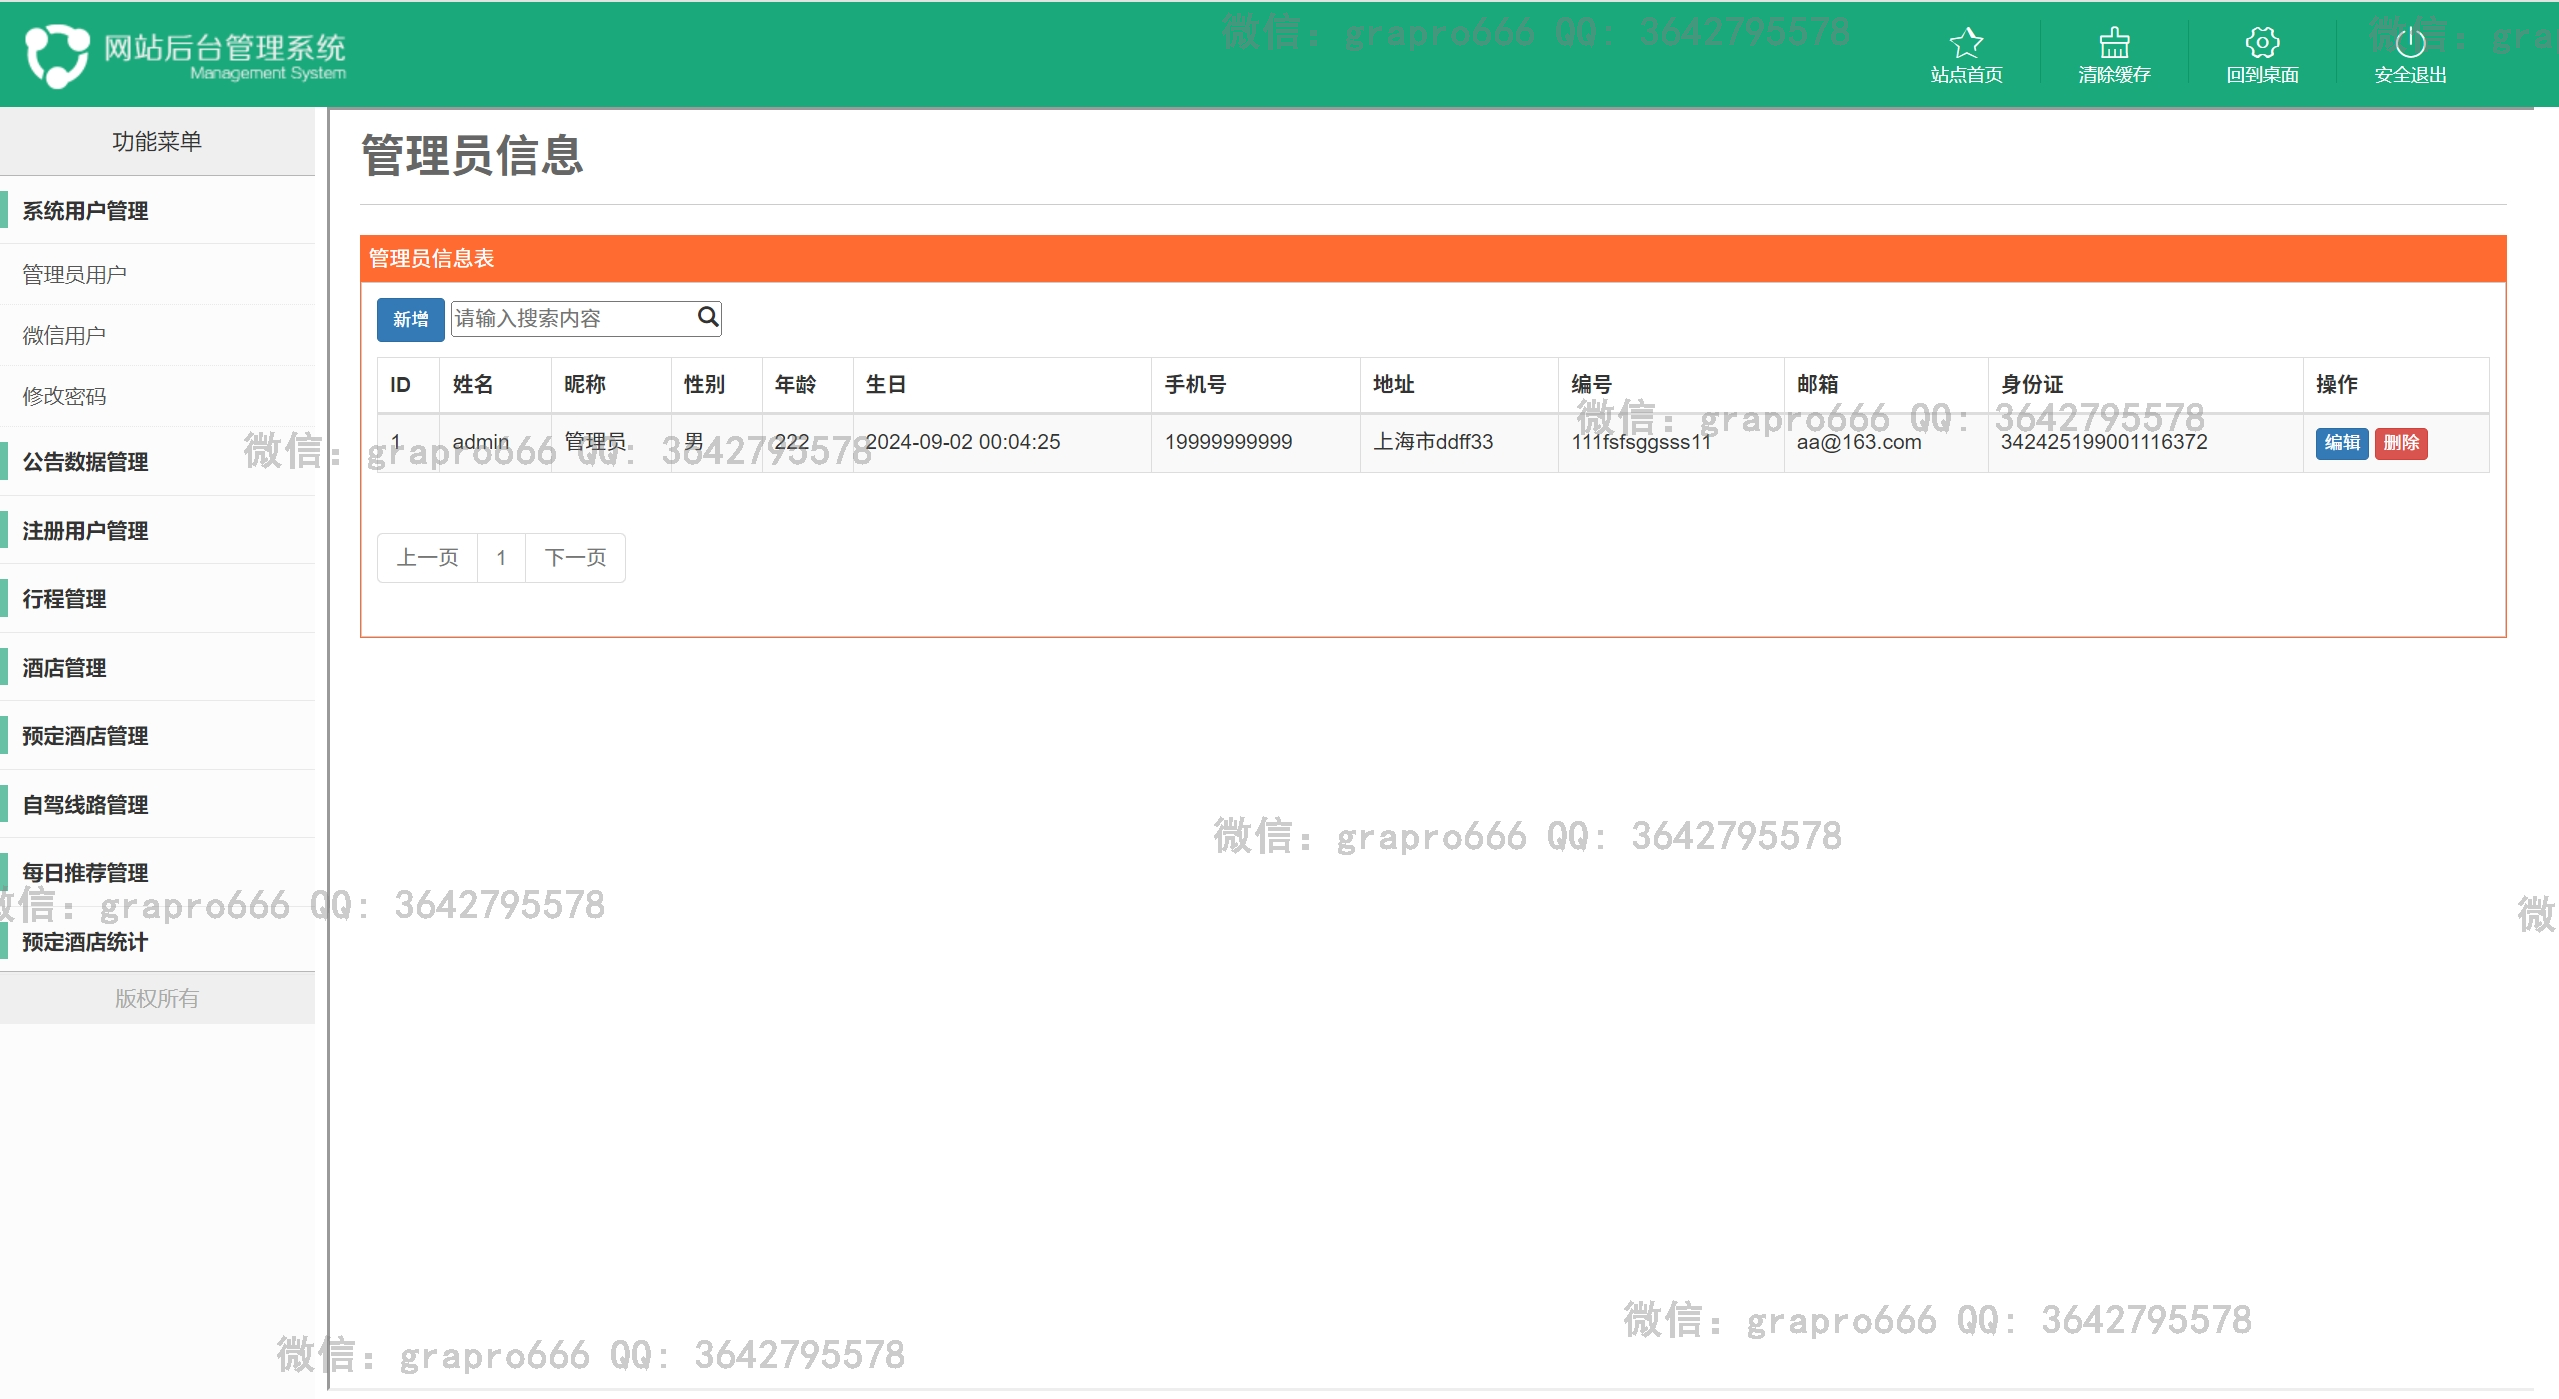 网站后台管理系统
Management System
微信：grapro666 QQ：3642795578
站点首页
清除缓存
回到桌面
安全退出
微信：gra
功能菜单
系统用户管理
管理员用户
微信用户
修改密码
公告数据管理
注册用户管理
行程管理
酒店管理
预定酒店管理
自驾线路管理
每日推荐管理
预定酒店统计
版权所有
管理员信息
管理员信息表
新增 请输入搜索内容
ID 姓名 昵称 性别 年龄 生日 手机号 地址 编号 邮箱 身份证 操作
微信：grapro666 QQ：3642795578
1 admin 管理员 男 222 2024-09-02 00:04:25 19999999999 上海市ddff33 111fsfsggsss11 aa@163.com 342425199001116372 编辑 删除
微信：grapro666 QQ：3642795578
上一页 1 下一页
微信：grapro666 QQ：3642795578
微信：grapro666 QQ：3642795578
微
微信：grapro666 QQ：3642795578
微信：grapro666 QQ：3642795578